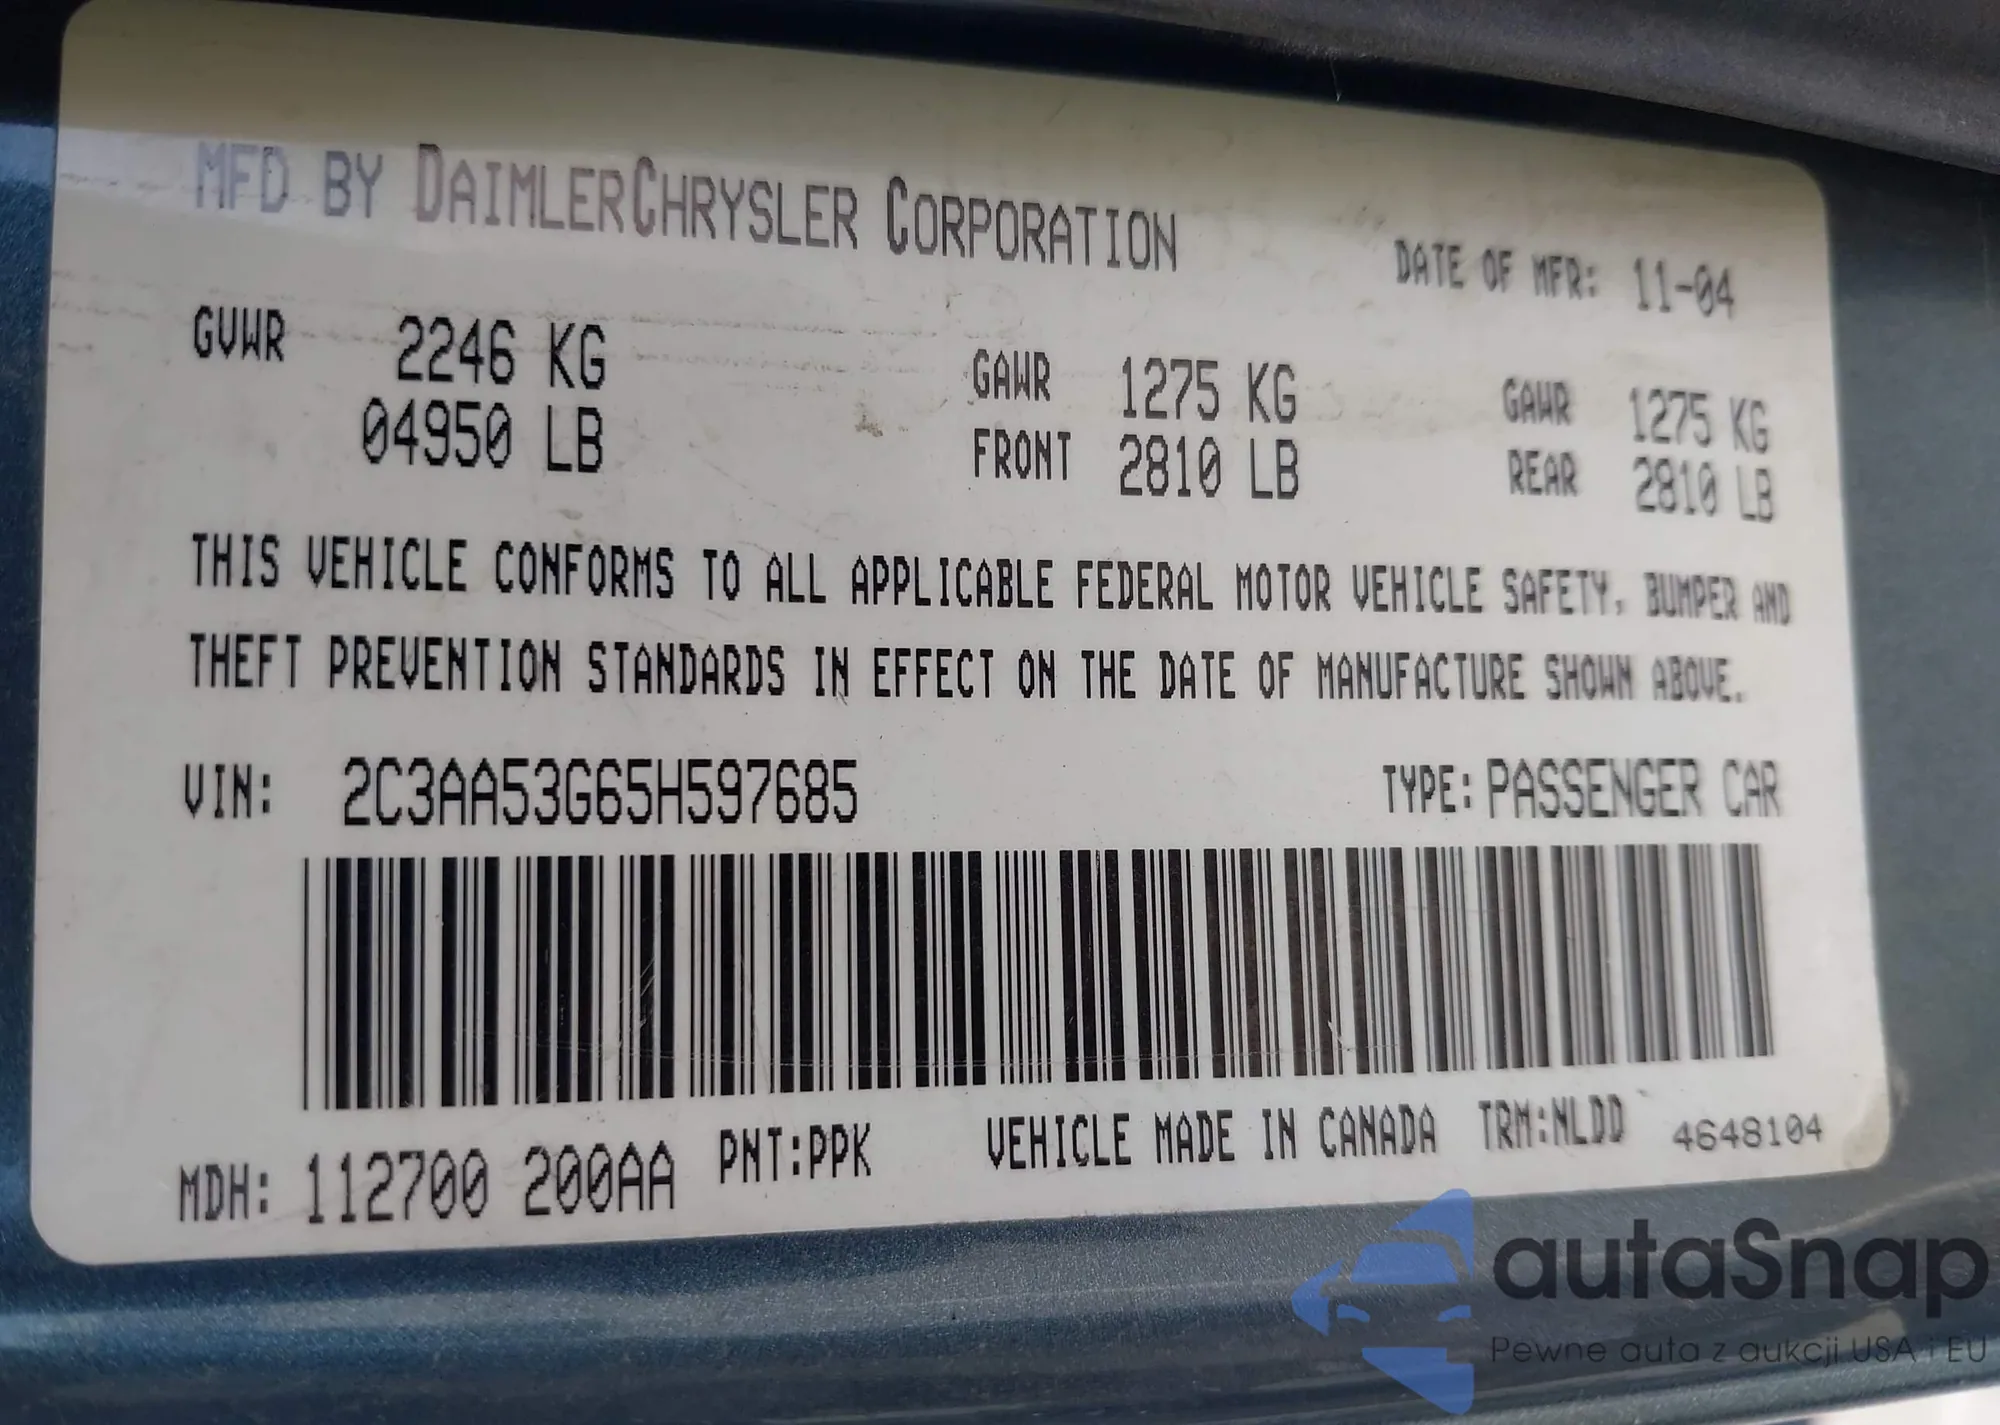 MFD BY DAIMLERCHRYSLER CORPORATION
DATE OF MFR: 11-04
GVWR 2246 KG
04950 LB
GAWR 1275 KG
FRONT 2810 LB
GAWR 1275 KG
REAR 2810 LB
THIS VEHICLE CONFORMS TO ALL APPLICABLE FEDERAL MOTOR VEHICLE SAFETY, BUMPER AND
THEFT PREVENTION STANDARDS IN EFFECT ON THE DATE OF MANUFACTURE SHOWN ABOVE.
VIN: 2C3AA53G65H597685 TYPE: PASSENGER CAR
MDH: 112700 200AA PNT:PPK VEHICLE MADE IN CANADA TRM:NLDD 4648104
autaSnap
Pewne auta z aukcji USA i EU